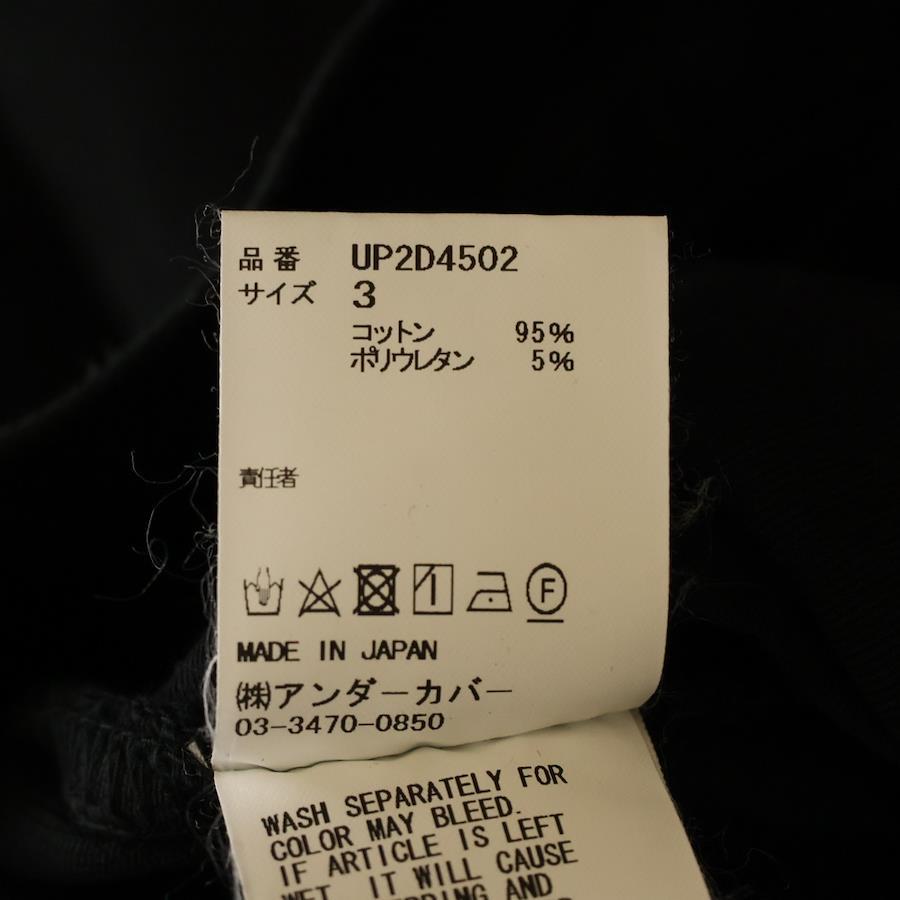 品番 UP2D4502
サイズ 3
コットン 95%
ポリウレタン 5%
責任者
F
MADE IN JAPAN
㈱アンダーカバー
03-3470-0850
WASH SEPARATELY FOR
COLOR MAY BLEED.
IF ARTICLE IS LEFT
WET, IT WILL CAUSE
AND